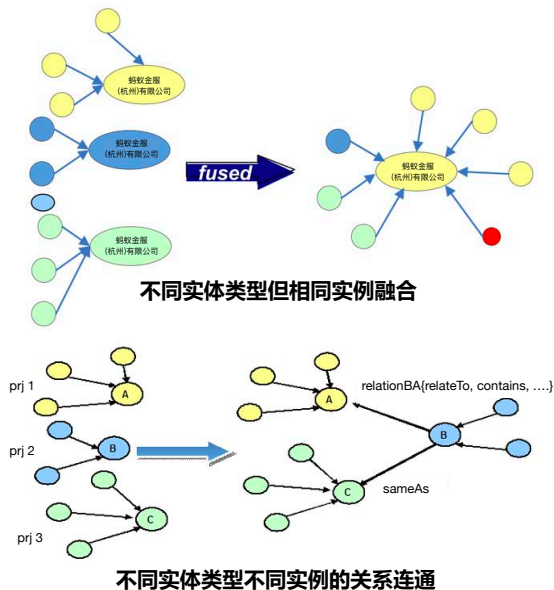 蚂蚁金服
(杭州)有限公司
蚂蚁金服
(杭州)有限公司
fused
蚂蚁金服
(杭州)有限公司
蚂蚁金服
(杭州)有限公司
不同实体类型但相同实例融合
prj 1
A
A
relationBA{relateTo, contains, ....}
prj 2
B
B
C
C
sameAs
prj 3
不同实体类型不同实例的关系连通